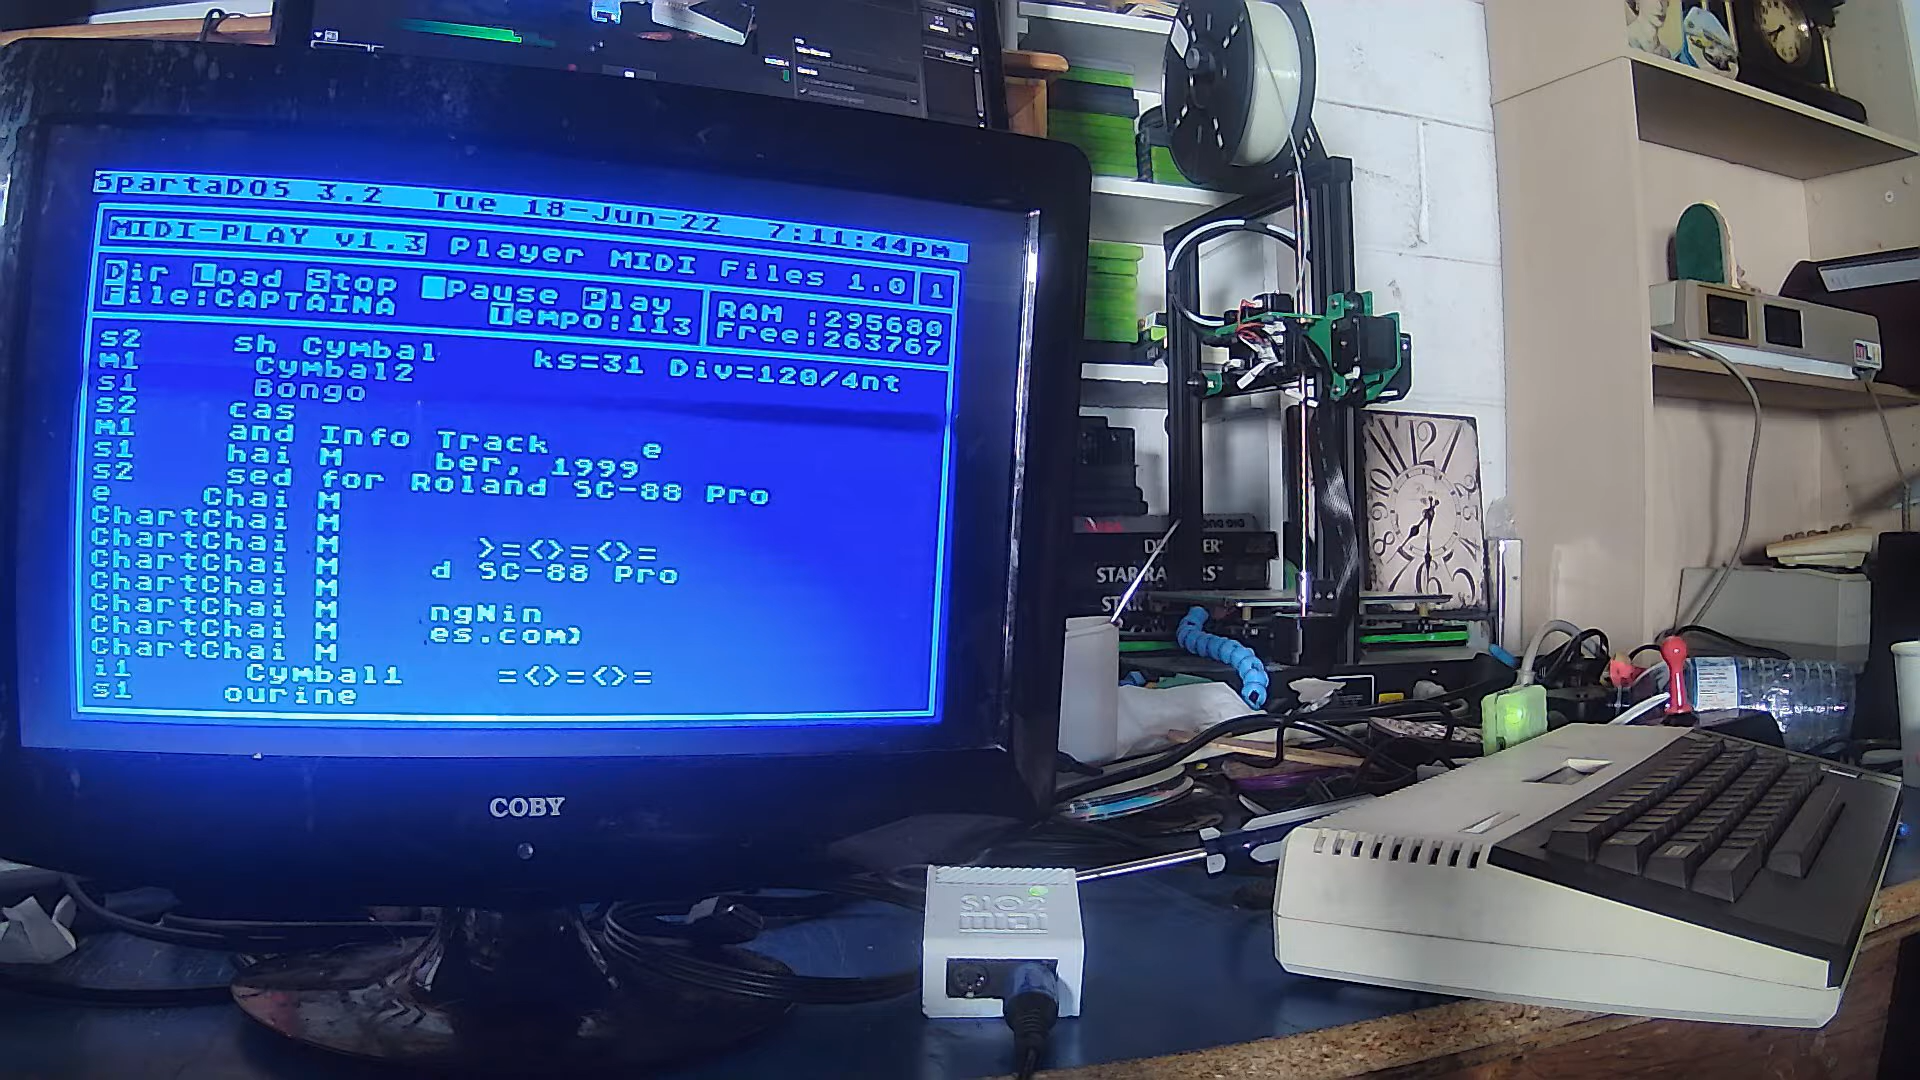 SpartaDOS 3.2 Tue 18-Jun-22 7:11:44pm
MIDI-PLAY v1.3 Player MIDI Files 1.0 1
Dir Load Stop Pause Play
File:CAPTAINA Tempo:113
RAM :295680
Free:263767
s2 sh Cymbal ks=31 Div=120/4nt
m1 Cymbal2
s1 Bongo
s2 cas
m1 and Info Track e
s1 hai M ber, 1999
s2 sed for Roland SC-88 Pro
e Chai M
ChartChai M
ChartChai M >=<>=<>=
ChartChai M d SC-88 Pro
ChartChai M
ChartChai M ngNin
ChartChai M es.com)
ChartChai M
i1 Cymbal1 =<>=<>=
s1 ourine
COBY
SIO2
midi
STAR RA
STAR
12